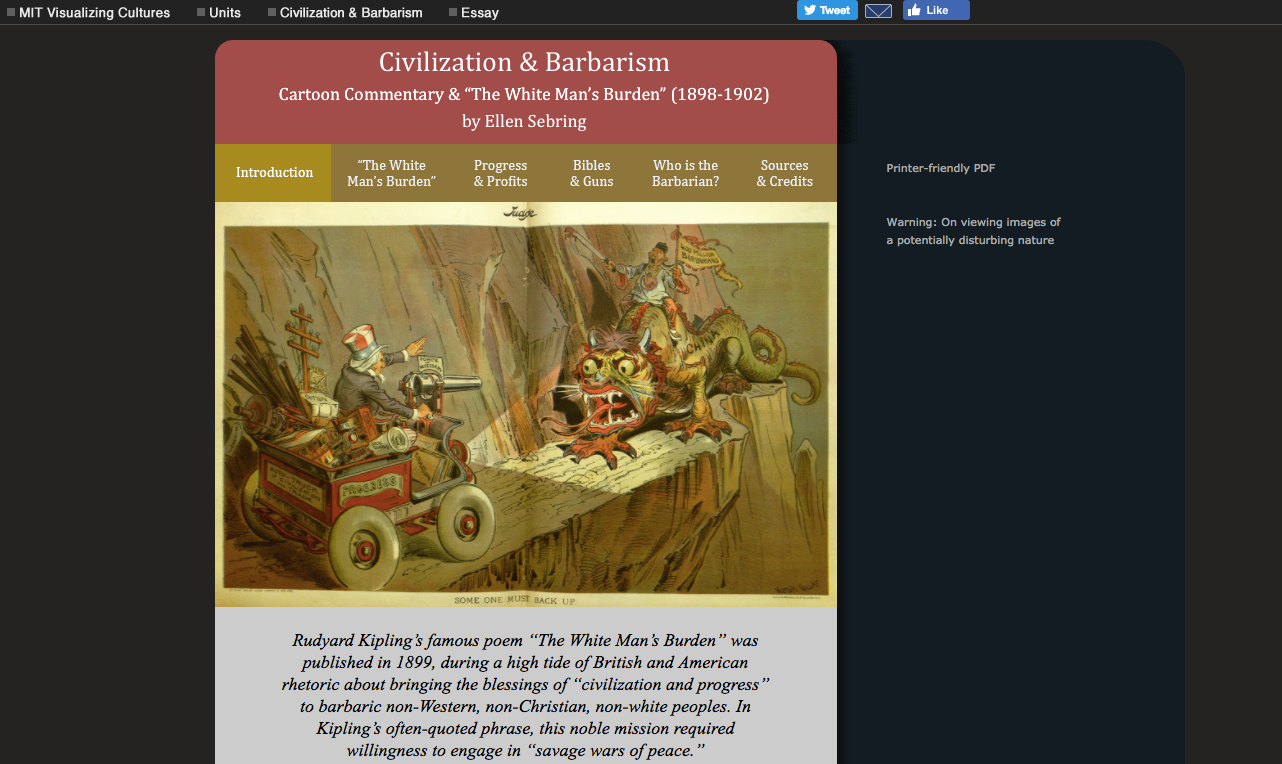 MIT Visualizing Cultures
Units
Civilization & Barbarism
Essay
Tweet
Like
Civilization & Barbarism
Cartoon Commentary & “The White Man’s Burden” (1898-1902)
by Ellen Sebring
Introduction
“The White
Man’s Burden”
Progress
& Profits
Bibles
& Guns
Who is the
Barbarian?
Sources
& Credits
Printer-friendly PDF
Warning: On viewing images of
a potentially disturbing nature
Judge
BARBARIANS
CHINA
COTTON
PROGRESS
SOME ONE MUST BACK UP
Rudyard Kipling’s famous poem “The White Man’s Burden” was
published in 1899, during a high tide of British and American
rhetoric about bringing the blessings of “civilization and progress”
to barbaric non-Western, non-Christian, non-white peoples. In
Kipling’s often-quoted phrase, this noble mission required
willingness to engage in “savage wars of peace.”